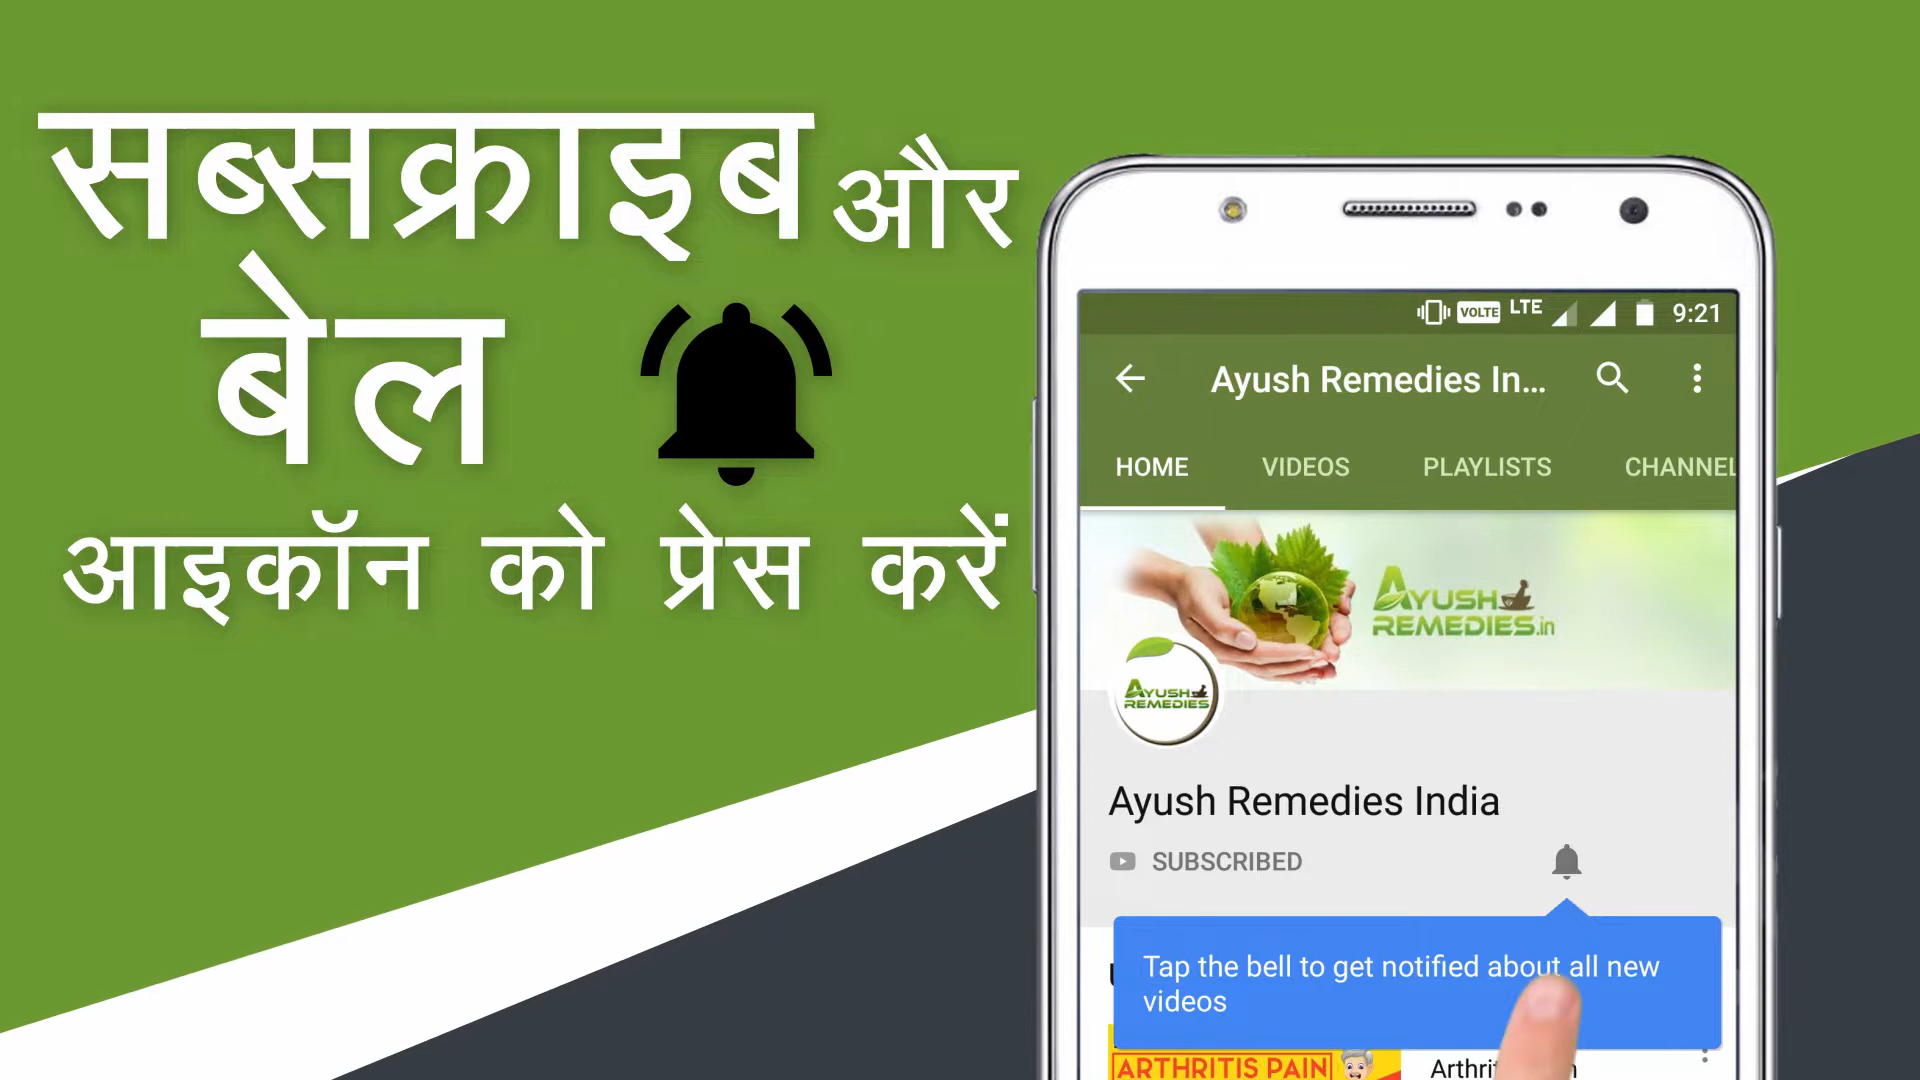 सब्सक्राइब और
बेल
आइकॉन को प्रेस करें
VOLTE LTE 9:21
Ayush Remedies In...
HOME VIDEOS PLAYLISTS CHANNEL
AYUSH
REMEDIES.in
AYUSH
REMEDIES
Ayush Remedies India
SUBSCRIBED
Tap the bell to get notified about all new
videos
ARTHRITIS PAIN